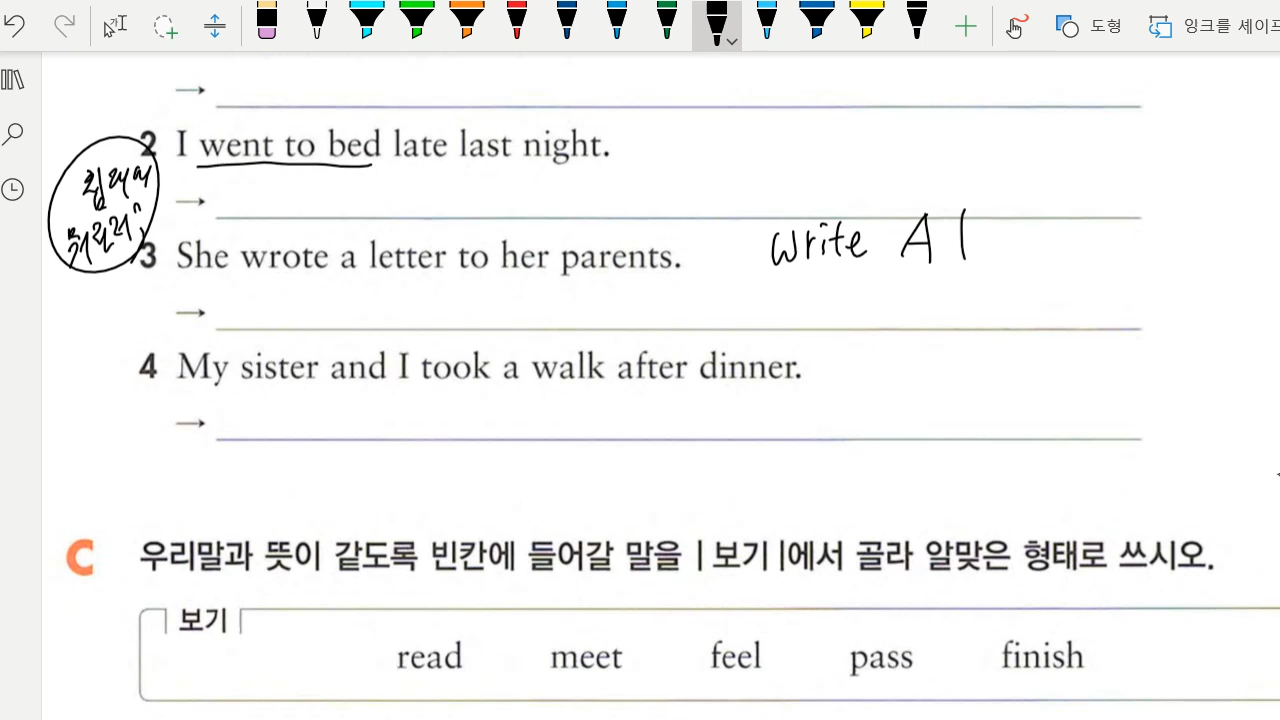 도형
잉크를 셰이프
→
2 I went to bed late last night.
→
3 She wrote a letter to her parents.
write A
→
4 My sister and I took a walk after dinner.
→
C 우리말과 뜻이 같도록 빈칸에 들어갈 말을 | 보기 |에서 골라 알맞은 형태로 쓰시오.
보기
read meet feel pass finish